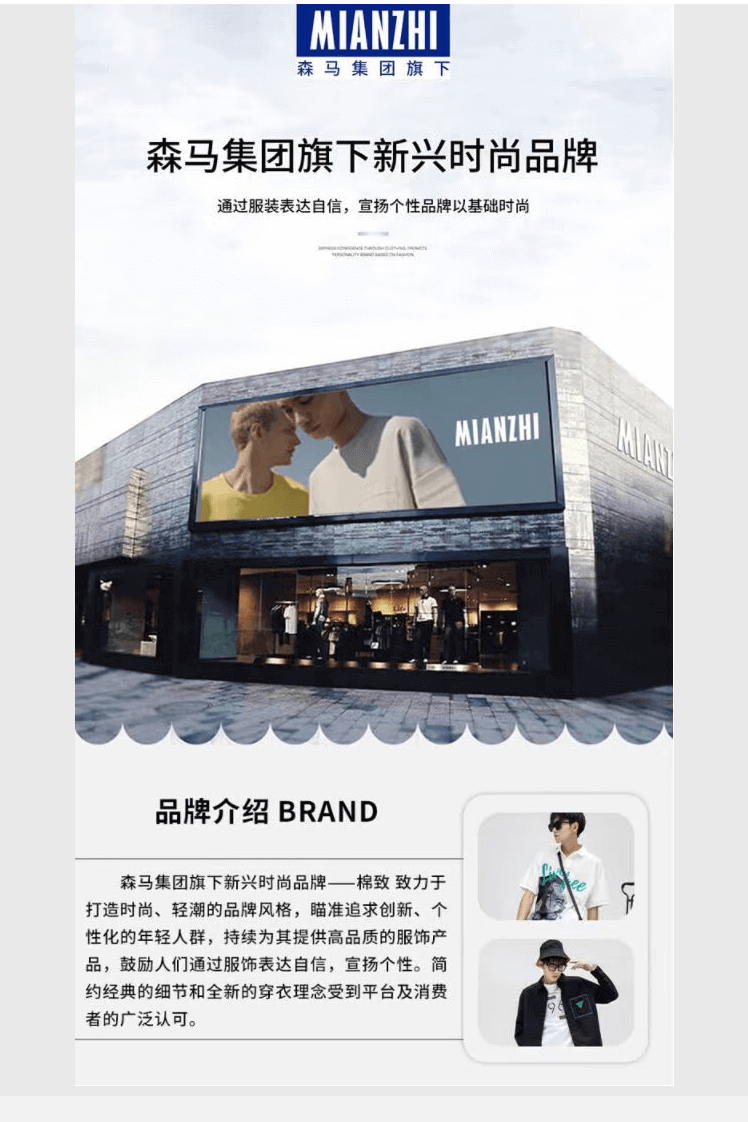 MIANZHI
森马集团旗下
森马集团旗下新兴时尚品牌
通过服装表达自信，宣扬个性品牌以基础时尚
EXPRESS CONFIDENCE THROUGH CLOTHING, PROMOTE
PERSONALITY BRAND BASED ON FASHION
MIANZHI
MIANZ
品牌介绍 BRAND
森马集团旗下新兴时尚品牌——棉致 致力于
打造时尚、轻潮的品牌风格，瞄准追求创新、个
性化的年轻人群，持续为其提供高品质的服饰产
品，鼓励人们通过服饰表达自信，宣扬个性。简
约经典的细节和全新的穿衣理念受到平台及消费
者的广泛认可。